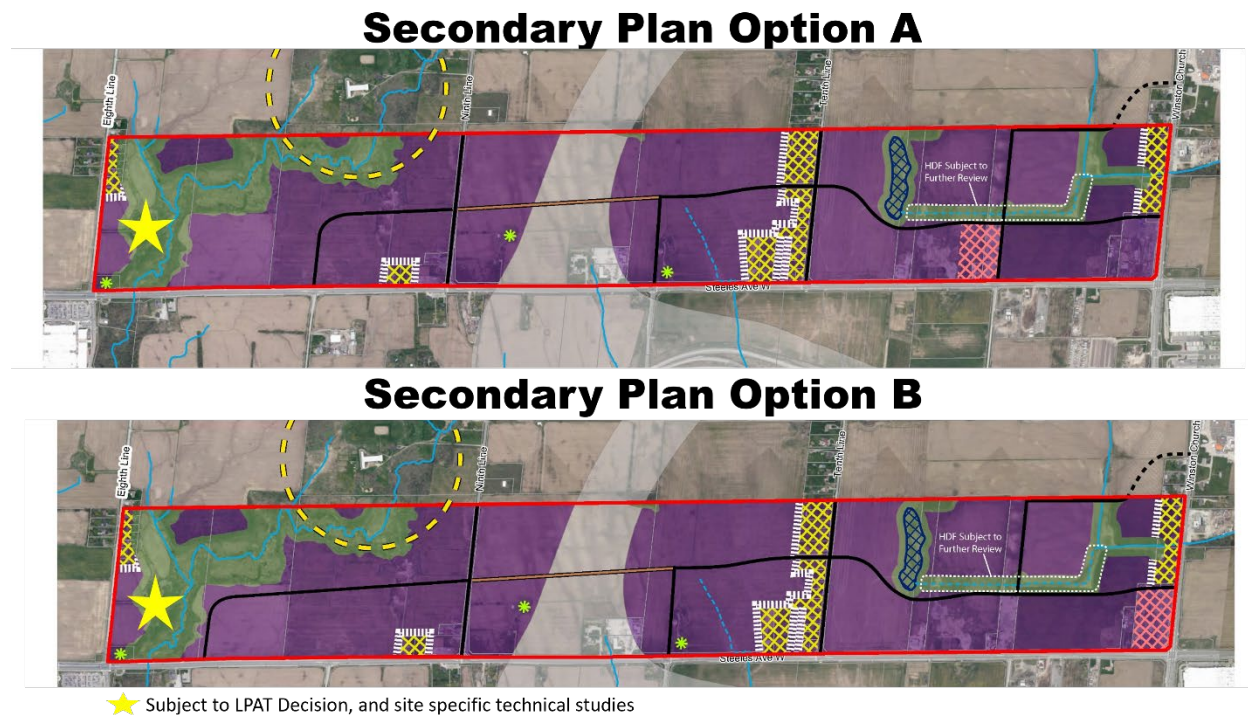 Secondary Plan Option A
Eighth Line
Ninth Line
Tenth Line
Winston Church
HDF Subject to
Further Review
Steeles Ave W
Secondary Plan Option B
Eighth Line
Ninth Line
Tenth Line
Winston Church
HDF Subject to
Further Review
Steeles Ave W
Subject to LPAT Decision, and site specific technical studies